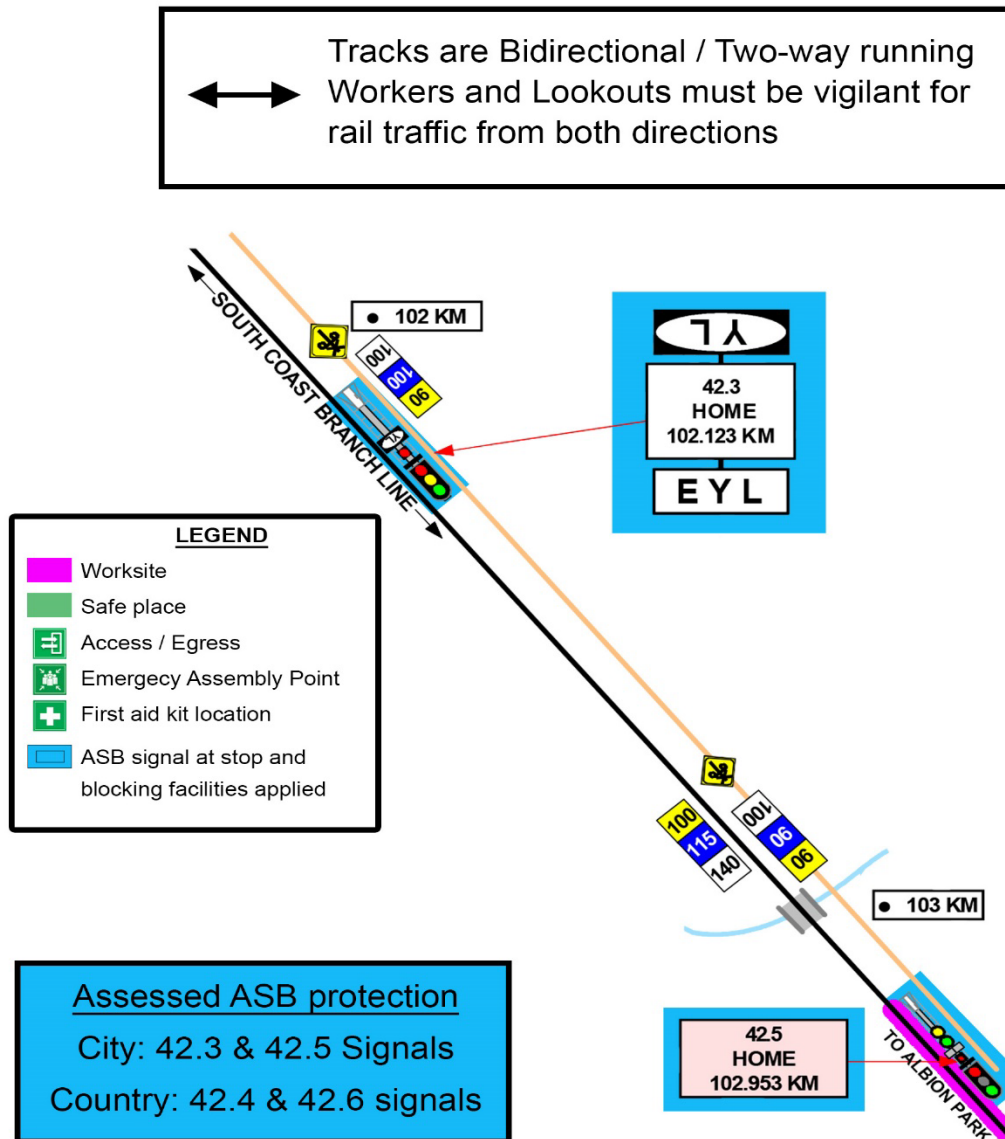 Tracks are Bidirectional / Two-way running
Workers and Lookouts must be vigilant for
rail traffic from both directions
102 KM
100
100
90
SOUTH COAST BRANCH LINE
YL
YL
42.3
HOME
102.123 KM
EYL
LEGEND
Worksite
Safe place
Access / Egress
Emergecy Assembly Point
First aid kit location
ASB signal at stop and
blocking facilities applied
100
115
140
100
90
90
103 KM
Assessed ASB protection
City: 42.3 & 42.5 Signals
Country: 42.4 & 42.6 signals
42.5
HOME
102.953 KM
TO ALBION PARK